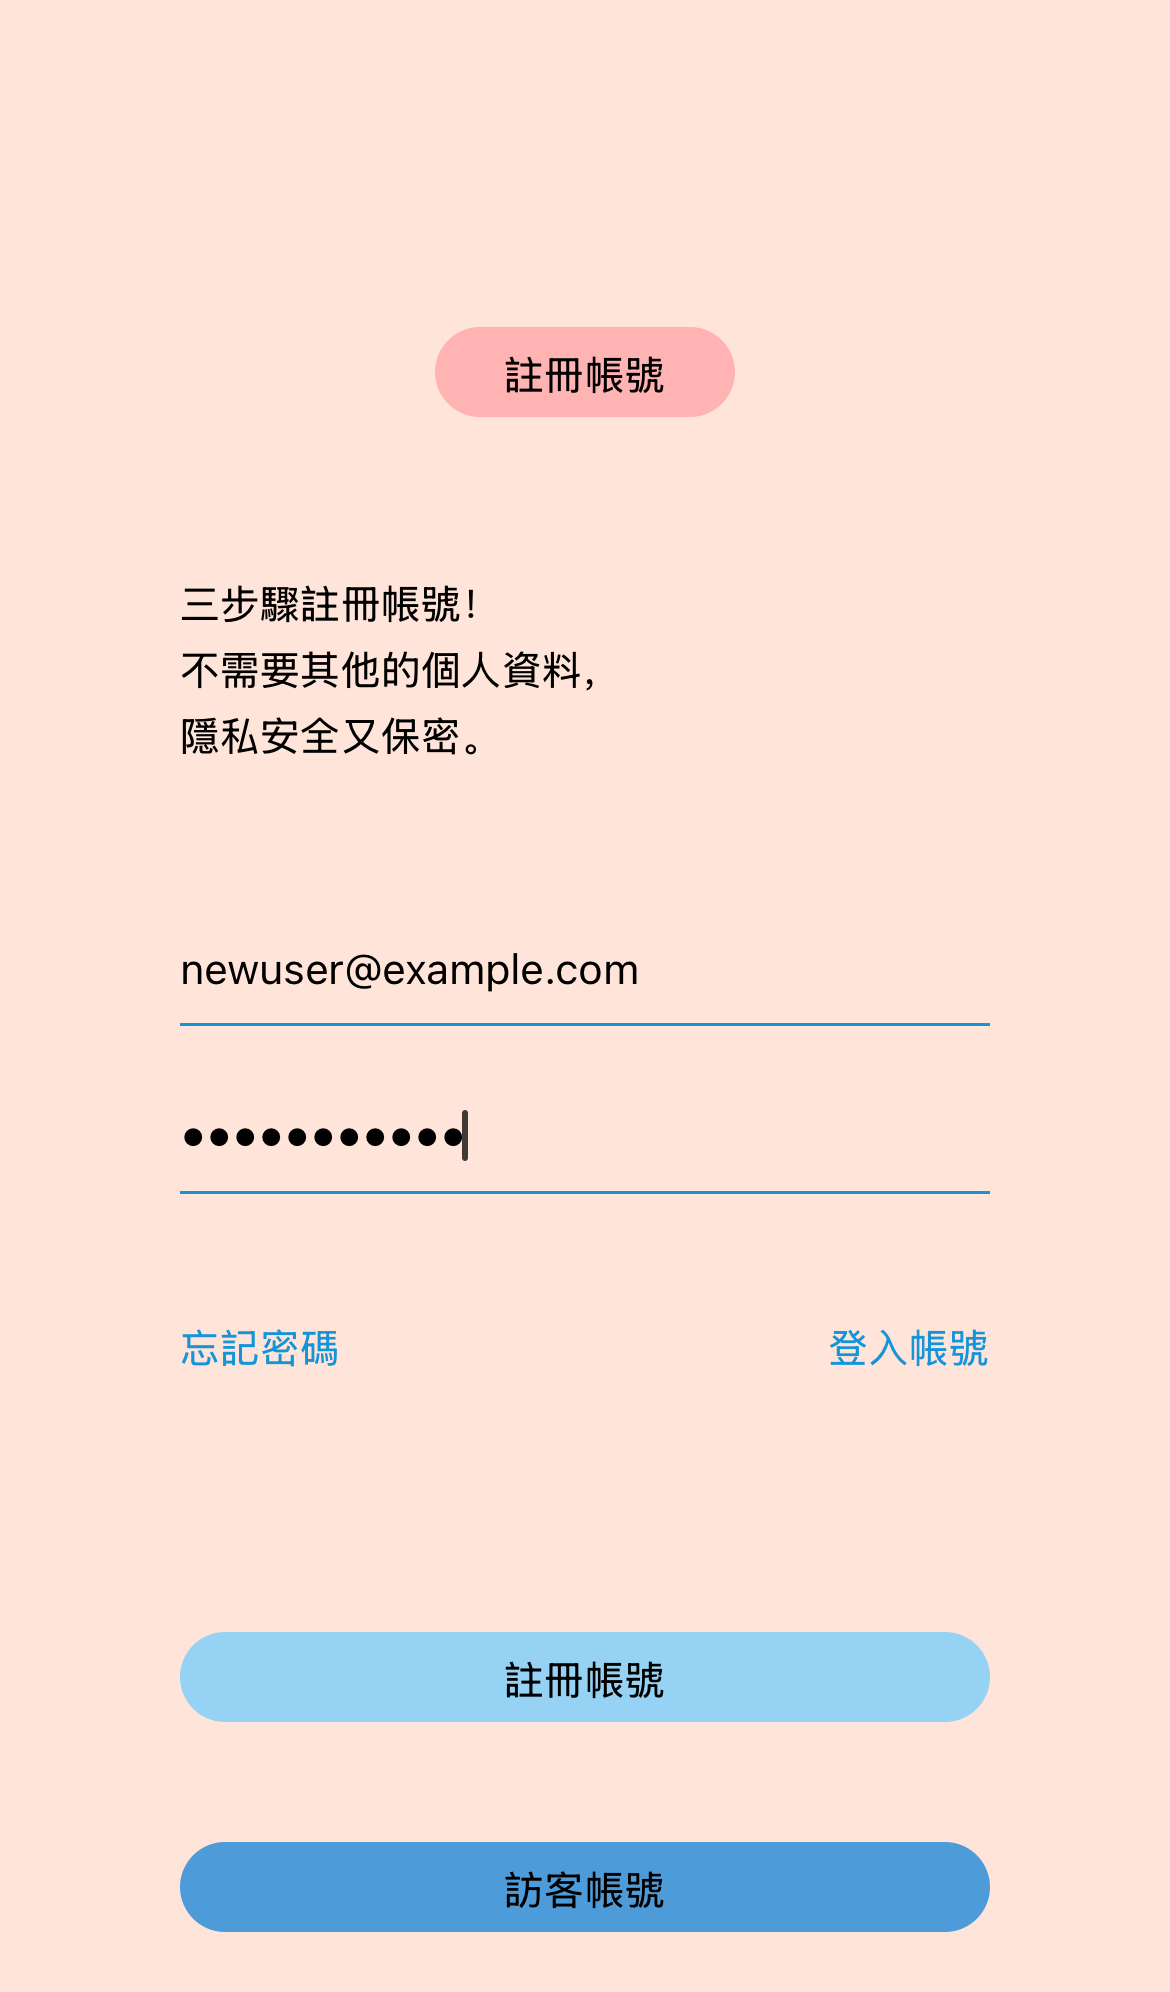 註冊帳號
三步驟註冊帳號！
不需要其他的個人資料，
隱私安全又保密。
newuser@example.com
●●●●●●●●●●●
忘記密碼
登入帳號
註冊帳號
訪客帳號